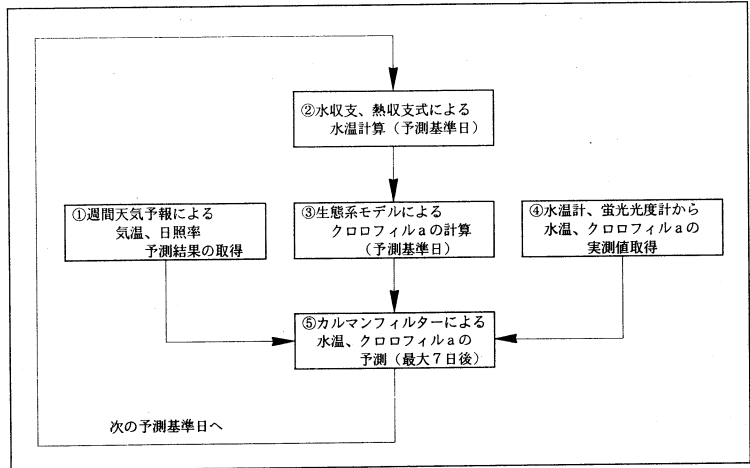 ②水収支、熱収支式による
水温計算(予測基準日)
①週間天気予報による
気温、日照率
予測結果の取得
③生態系モデルによる
クロロフィルaの計算
(予測基準日)
④水温計、蛍光光度計から
水温、クロロフィルaの
実測値取得
⑤カルマンフィルターによる
水温、クロロフィルaの
予測(最大7日後)
次の予測基準日へ